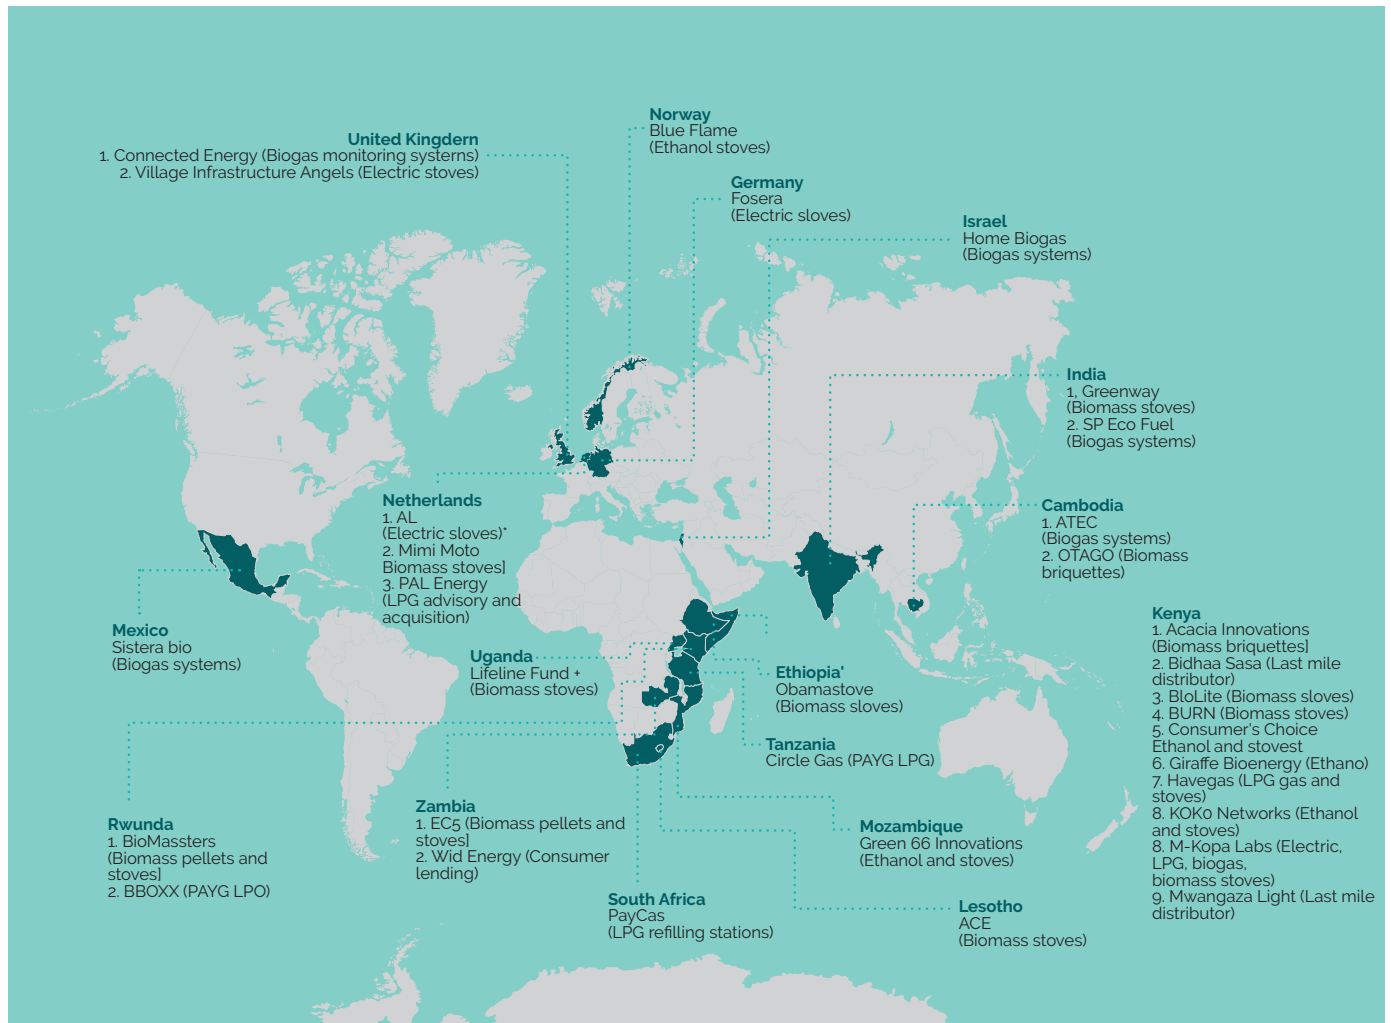 Norway
Blue Flame
(Ethanol stoves)
United Kingdern
1. Connected Energy (Biogas monitoring systerns)
2. Village Infrastructure Angels (Electric stoves)
Germany
Fosera
(Electric sloves)
Israel
Home Biogas
(Biogas systems)
India
1, Greenway
(Biomass stoves)
2. SP Eco Fuel
(Biogas systems)
Netherlands
1. AL
(Electric sloves)*
2. Mimi Moto
Biomass stoves]
3. PAL Energy
(LPG advisory and
acquisition)
Cambodia
1. ATEC
(Biogas systems)
2. OTAGO (Biomass
briquettes)
Mexico
Sistera bio
(Biogas systems)
Uganda
Lifeline Fund +
(Biomass stoves)
Ethiopia'
Obamastove
(Biomass sloves)
Kenya
1. Acacia Innovations
(Biomass briquettes]
2. Bidhaa Sasa (Last mile
distributor)
3. BloLite (Biomass sloves)
4. BURN (Biomass stoves)
5. Consumer's Choice
Ethanol and stovest
6. Giraffe Bioenergy (Ethano)
7. Havegas (LPG gas and
stoves)
8. KOKo Networks (Ethanol
and stoves)
8. M-Kopa Labs (Electric,
LPG, biogas,
biomass stoves)
9. Mwangaza Light (Last mile
distributor)
Tanzania
Circle Gas (PAYG LPG)
Rwunda
1. BioMassters
(Biomass pellets and
stoves]
2. BBOXX (PAYG LPO)
Zambia
1. EC5 (Biomass pellets and
stoves]
2. Wid Energy (Consumer
lending)
Mozambique
Green 66 Innovations
(Ethanol and stoves)
South Africa
PayCas
(LPG refilling stations)
Lesotho
ACE
(Biomass stoves)